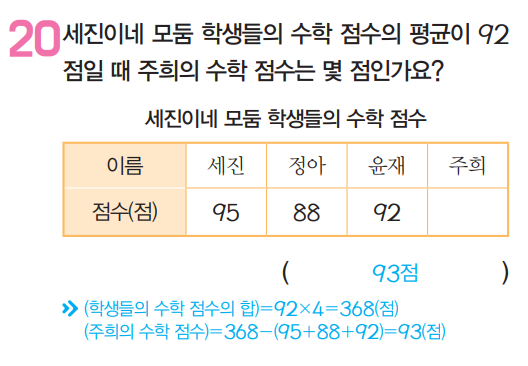 20 세진이네 모둠 학생들의 수학 점수의 평균이 92
점일 때 주희의 수학 점수는 몇 점인가요?
세진이네 모둠 학생들의 수학 점수
이름 세진 정아 윤재 주희
점수(점) 95 88 92
( 93점 )
(학생들의 수학 점수의 합)=92×4=368(점)
(주희의 수학 점수)=368-(95+88+92)=93(점)